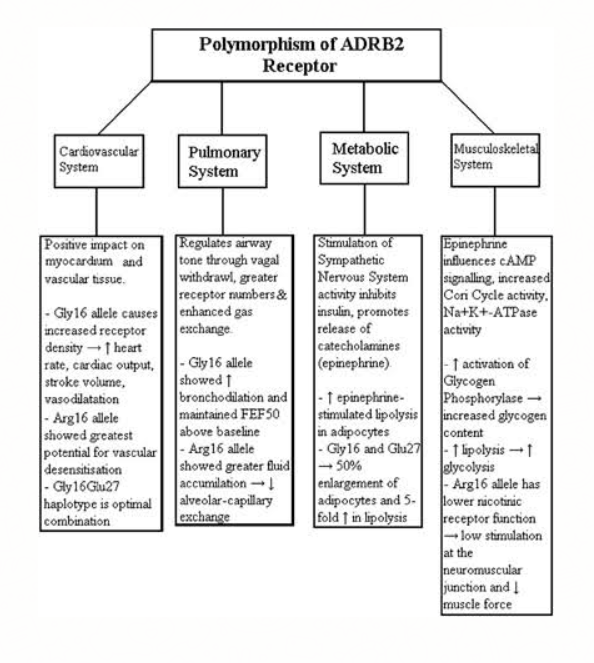 Polymorphism of ADRB2
Receptor
Cardiovascular
System
Pulmonary
System
Metabolic
System
Musculoskeletal
System
Positive impact on
myocardium and
vascular tissue.
- Gly16 allele causes
increased receptor
density → ↑ heart
rate, cardiac output,
stroke volume,
vasodilatation
- Arg16 allele
showed greatest
potential for vascular
desensitisation
- Gly16Glu27
haplotype is optimal
combination
Regulates airway
tone through vagal
withdrawl, greater
receptor numbers &
enhanced gas
exchange.
- Gly16 allele
showed ↑
bronchodilation and
maintained FEF50
above baseline
- Arg16 allele
showed greater fluid
accumilation → ↓
alveolar-capillary
exchange
Stimulation of
Sympathetic
Nervous System
activity inhibits
insulin, promotes
release of
catecholamines
(epinephrine)
- ↑ epinephrine-
stimulated lipolysis
in adipocytes
- Gly16 and Glu27
→ 50%
enlargement of
adipocytes and 5-
fold ↑ in lipolysis
Epinephrine
influences cAMP
signalling, increased
Cori Cycle activity,
Na+K+-ATPase
activity
- ↑ activation of
Glycogen
Phosphorylase →
increased glycogen
content
- ↑ lipolysis → ↑
glycolysis
- Arg16 allele has
lower nicotinic
receptor function
→ low stimulation
at the
neuromuscular
junction and ↓
muscle force